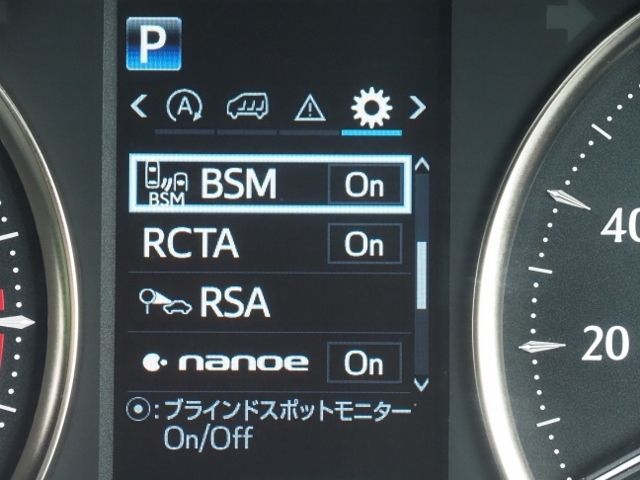 P
A
BSM
BSM On
RCTA On
RSA
nanoe On
◉:ブラインドスポットモニター
On/Off
40
20